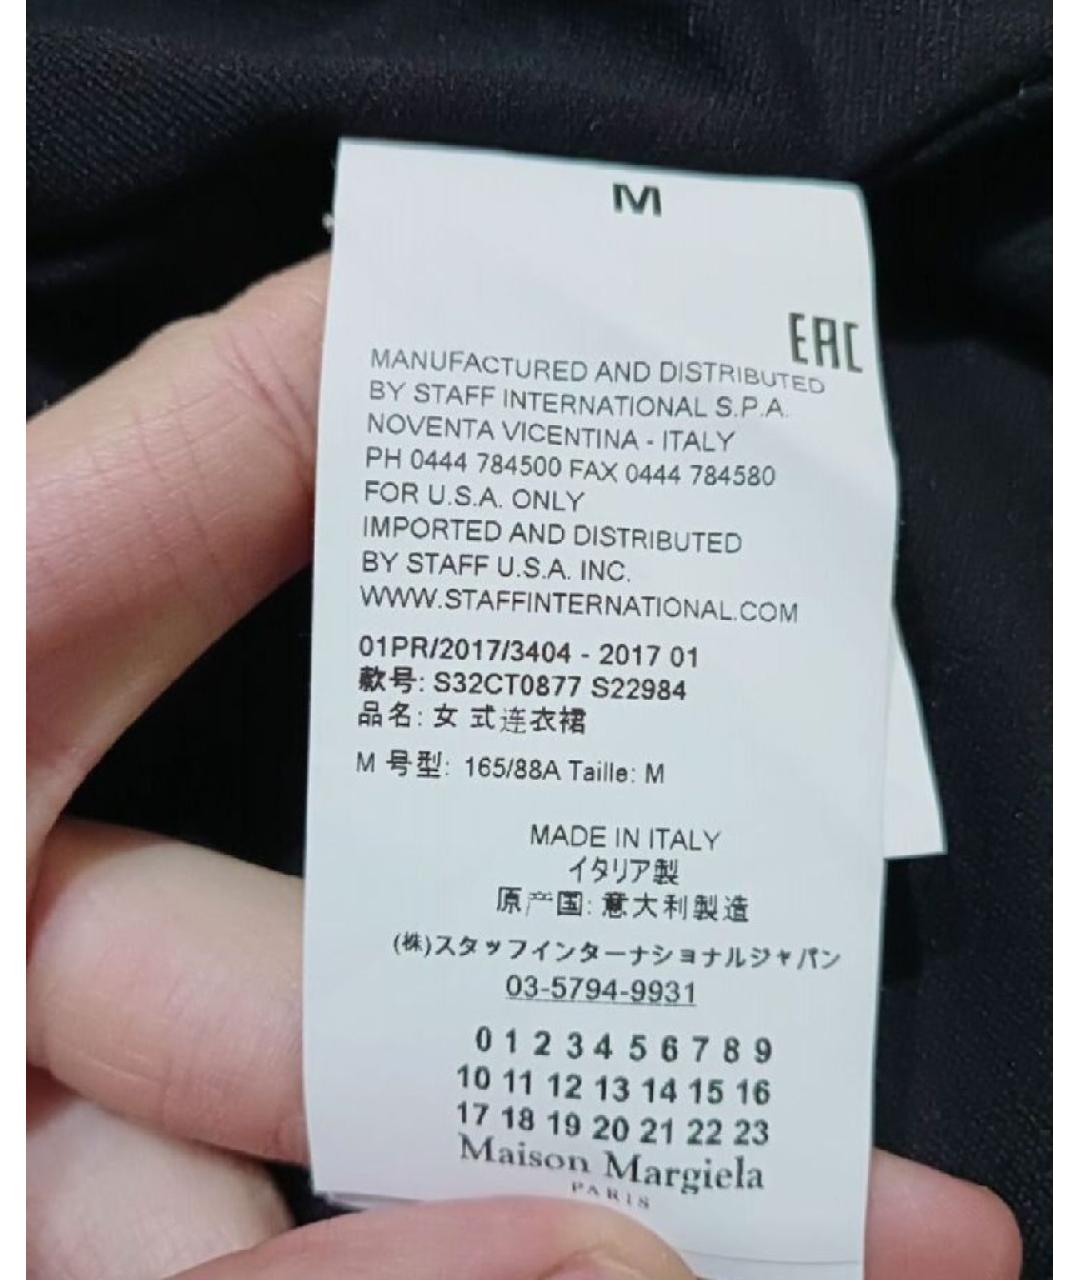 M
EAC
MANUFACTURED AND DISTRIBUTED
BY STAFF INTERNATIONAL S.P.A.
NOVENTA VICENTINA - ITALY
PH 0444 784500 FAX 0444 784580
FOR U.S.A. ONLY
IMPORTED AND DISTRIBUTED
BY STAFF U.S.A. INC.
WWW.STAFFINTERNATIONAL.COM
01PR/2017/3404 - 2017 01
款号: S32CT0877 S22984
品名: 女 式连衣裙
M 号型: 165/88A Taille: M
MADE IN ITALY
イタリア製
原产国: 意大利製造
(株)スタッフインターナショナルジャパン
03-5794-9931
0 1 2 3 4 5 6 7 8 9
10 11 12 13 14 15 16
17 18 19 20 21 22 23
Maison Margiela
PARIS